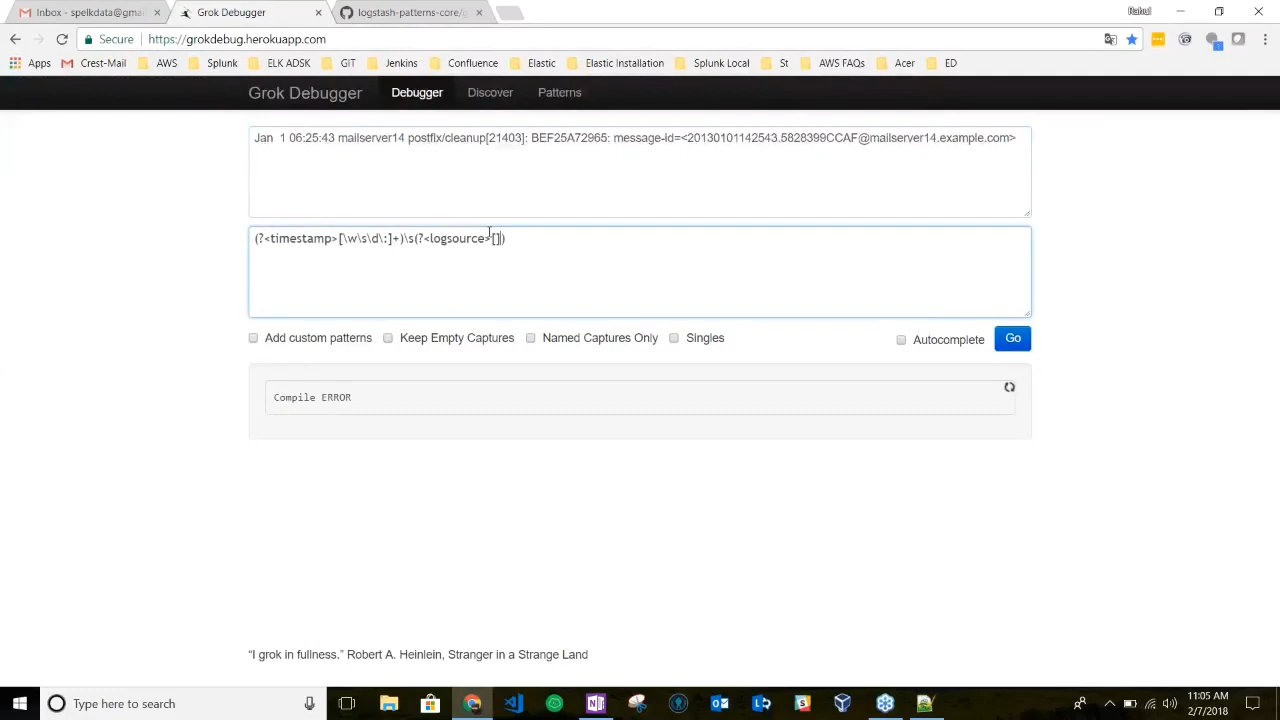 Inbox - spelkdata@gmai
Grok Debugger
logstash-patterns-core/g
Rahul
Secure
https://grokdebug.herokuapp.com
Apps
Crest-Mail
AWS
Splunk
ELK ADSK
GIT
Jenkins
Confluence
Elastic
Elastic Installation
Splunk Local
SI
AWS FAQs
Acer
ED
Grok Debugger
Debugger
Discover
Patterns
Jan  1 06:25:43 mailserver14 postfix/cleanup[21403]: BEF25A72965: message-id=<20130101142543.5828399CCAF@mailserver14.example.com>
(?<timestamp>[\w\s\d\:]+)\s(?<logsource>[])
Add custom patterns
Keep Empty Captures
Named Captures Only
Singles
Autocomplete
Go
Compile ERROR
“I grok in fullness.” Robert A. Heinlein, Stranger in a Strange Land
Type here to search
11:05 AM
2/7/2018